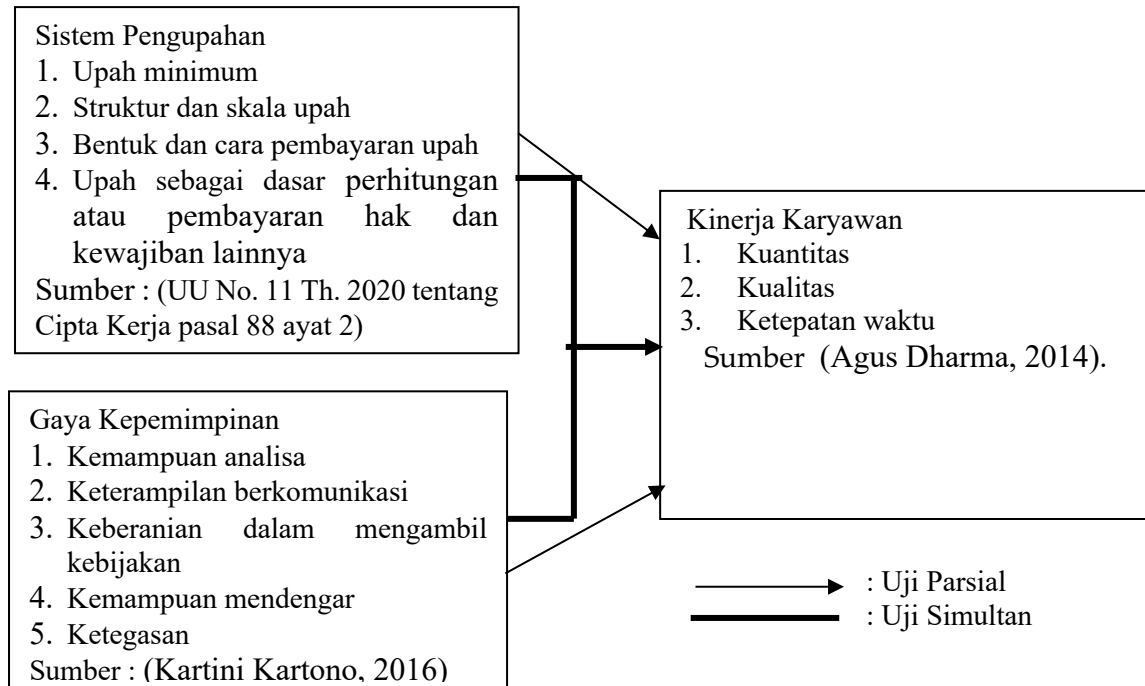 Sistem Pengupahan
1. Upah minimum
2. Struktur dan skala upah
3. Bentuk dan cara pembayaran upah
4. Upah sebagai dasar perhitungan
atau pembayaran hak dan
kewajiban lainnya
Sumber : (UU No. 11 Th. 2020 tentang
Cipta Kerja pasal 88 ayat 2)
Gaya Kepemimpinan
1. Kemampuan analisa
2. Keterampilan berkomunikasi
3. Keberanian dalam mengambil
kebijakan
4. Kemampuan mendengar
5. Ketegasan
Sumber : (Kartini Kartono, 2016)
Kinerja Karyawan
1. Kuantitas
2. Kualitas
3. Ketepatan waktu
Sumber (Agus Dharma, 2014).
: Uji Parsial
: Uji Simultan